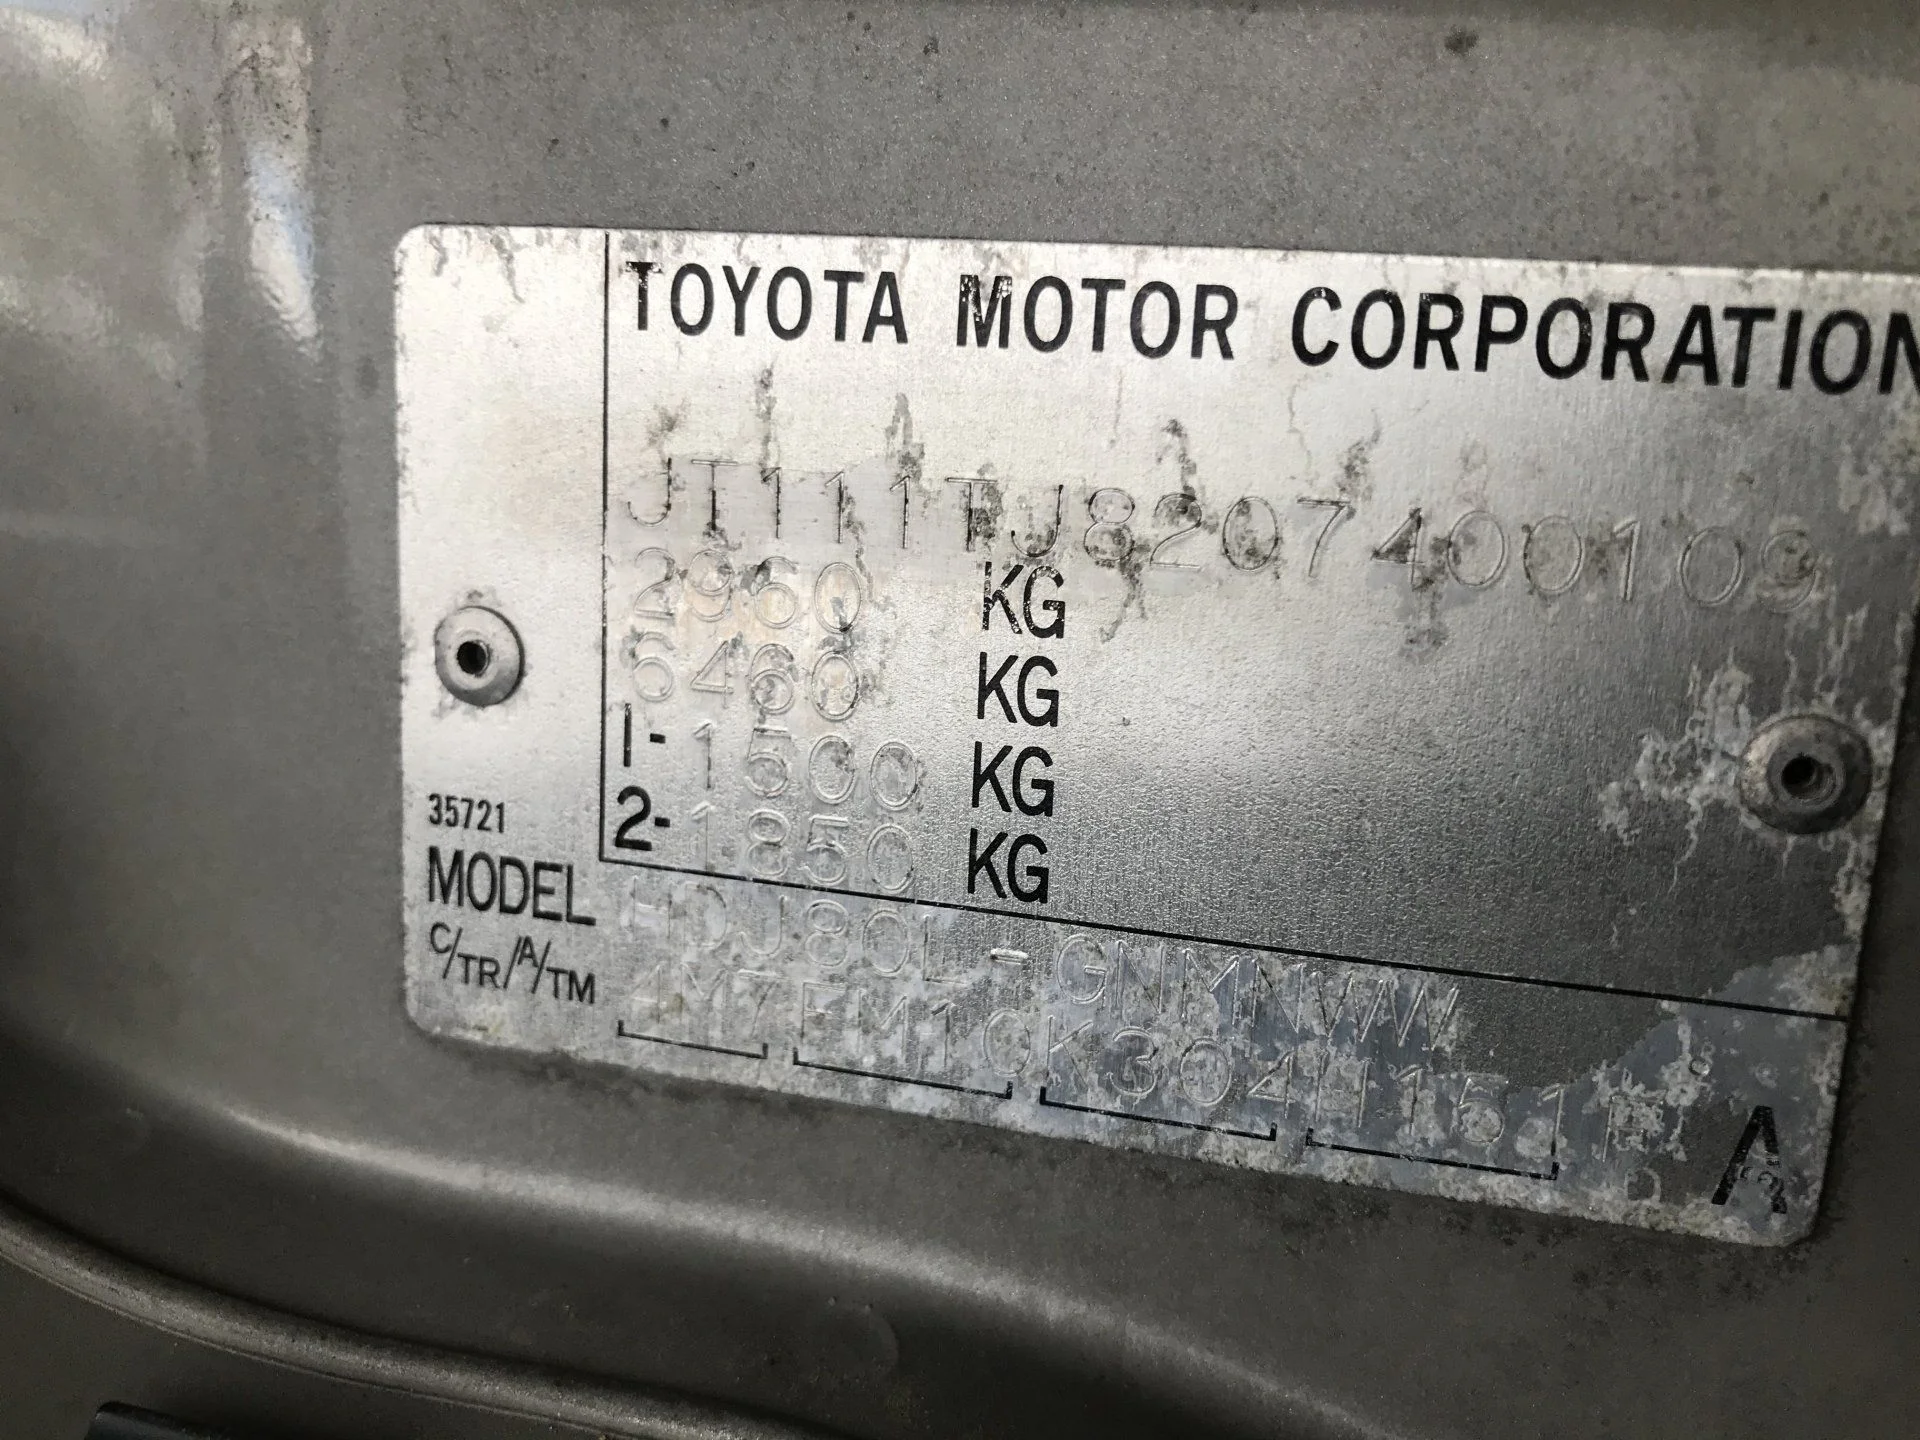 TOYOTA MOTOR CORPORATION
JT111TJ8207400109
2960 KG
6460 KG
1- 1500 KG
2- 1850 KG
35721
MODEL HDJ80L-GNMNWW
C/TR/A/TM 4M7 FM10 K304 H151F
A